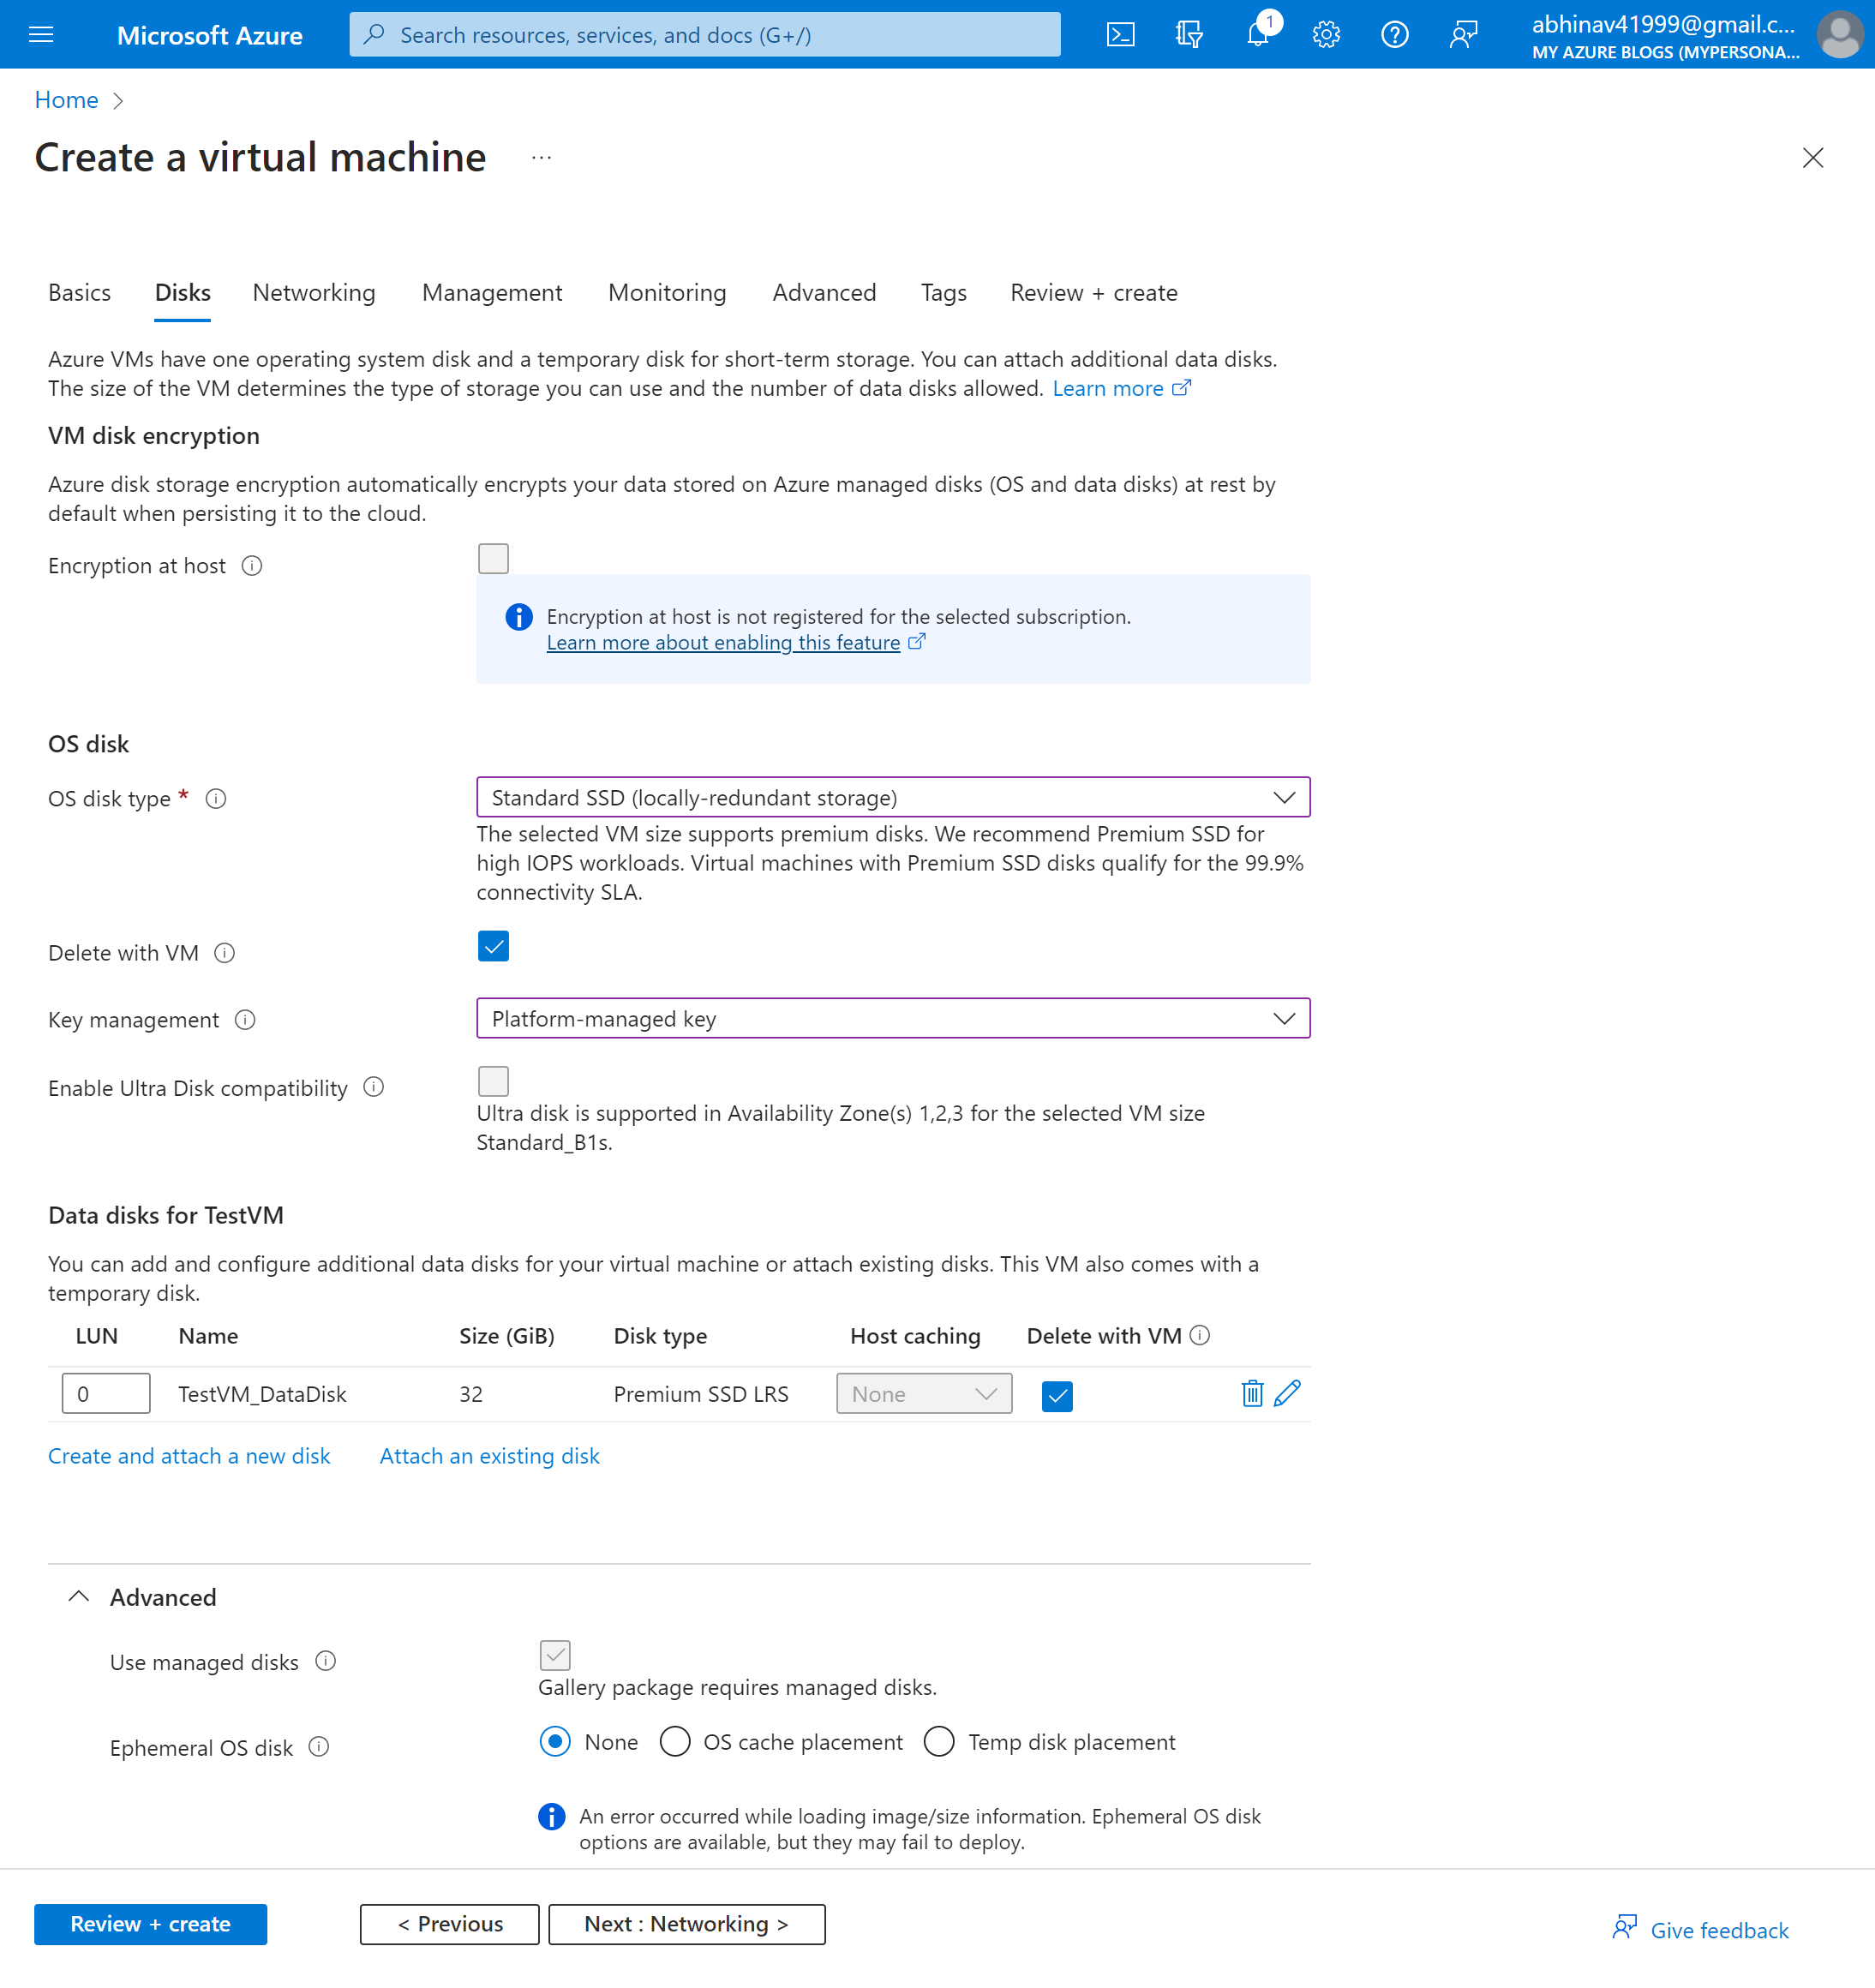 Microsoft Azure
Search resources, services, and docs (G+/)
1
abhinav41999@gmail.c...
MY AZURE BLOGS (MYPERSONA...
Home
Create a virtual machine ...
Basics Disks Networking Management Monitoring Advanced Tags Review + create
Azure VMs have one operating system disk and a temporary disk for short-term storage. You can attach additional data disks.
The size of the VM determines the type of storage you can use and the number of data disks allowed. Learn more
VM disk encryption
Azure disk storage encryption automatically encrypts your data stored on Azure managed disks (OS and data disks) at rest by
default when persisting it to the cloud.
Encryption at host
Encryption at host is not registered for the selected subscription.
Learn more about enabling this feature
OS disk
OS disk type *
Standard SSD (locally-redundant storage)
The selected VM size supports premium disks. We recommend Premium SSD for
high IOPS workloads. Virtual machines with Premium SSD disks qualify for the 99.9%
connectivity SLA.
Delete with VM
Key management
Platform-managed key
Enable Ultra Disk compatibility
Ultra disk is supported in Availability Zone(s) 1,2,3 for the selected VM size
Standard_B1s.
Data disks for TestVM
You can add and configure additional data disks for your virtual machine or attach existing disks. This VM also comes with a
temporary disk.
LUN Name Size (GiB) Disk type Host caching Delete with VM
0 TestVM_DataDisk 32 Premium SSD LRS None
Create and attach a new disk Attach an existing disk
Advanced
Use managed disks
Gallery package requires managed disks.
Ephemeral OS disk
None OS cache placement Temp disk placement
An error occurred while loading image/size information. Ephemeral OS disk
options are available, but they may fail to deploy.
Review + create < Previous Next : Networking > Give feedback